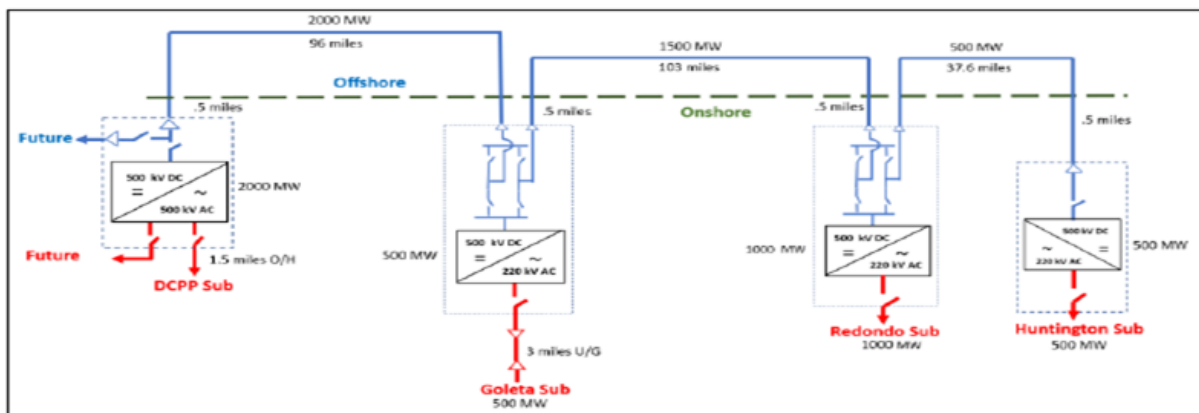 2000 MW
96 miles
1500 MW
103 miles
500 MW
37.6 miles
Offshore
Onshore
.5 miles
.5 miles
.5 miles
.5 miles
Future
500 kV DC
= ~
500 kV AC
2000 MW
Future
1.5 miles O/H
DCPP Sub
500 MW
500 kV DC
= ~
220 kV AC
3 miles U/G
Goleta Sub
500 MW
1000 MW
500 kV DC
= ~
220 kV AC
Redondo Sub
1000 MW
500 kV DC
~ =
220 kV AC
500 MW
Huntington Sub
500 MW